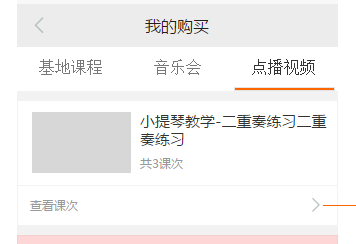 我的购买
基地课程 音乐会 点播视频
小提琴教学-二重奏练习二重
奏练习
共3课次
查看课次